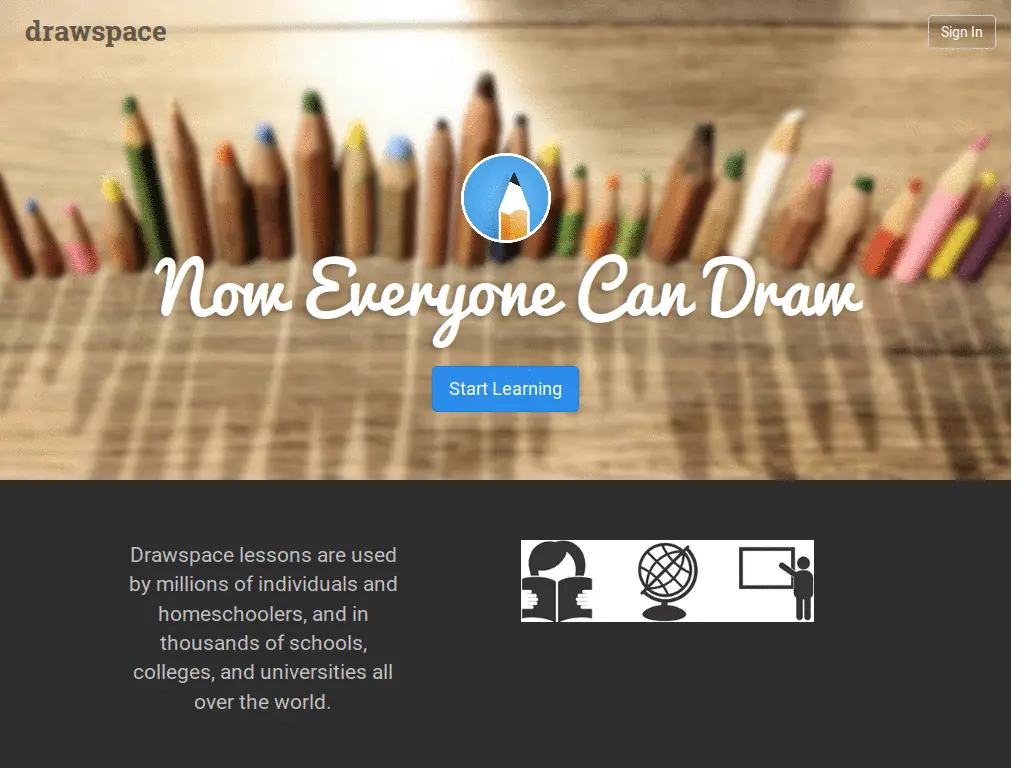 drawspace
Sign In
Now Everyone Can Draw
Start Learning
Drawspace lessons are used
by millions of individuals and
homeschoolers, and in
thousands of schools,
colleges, and universities all
over the world.